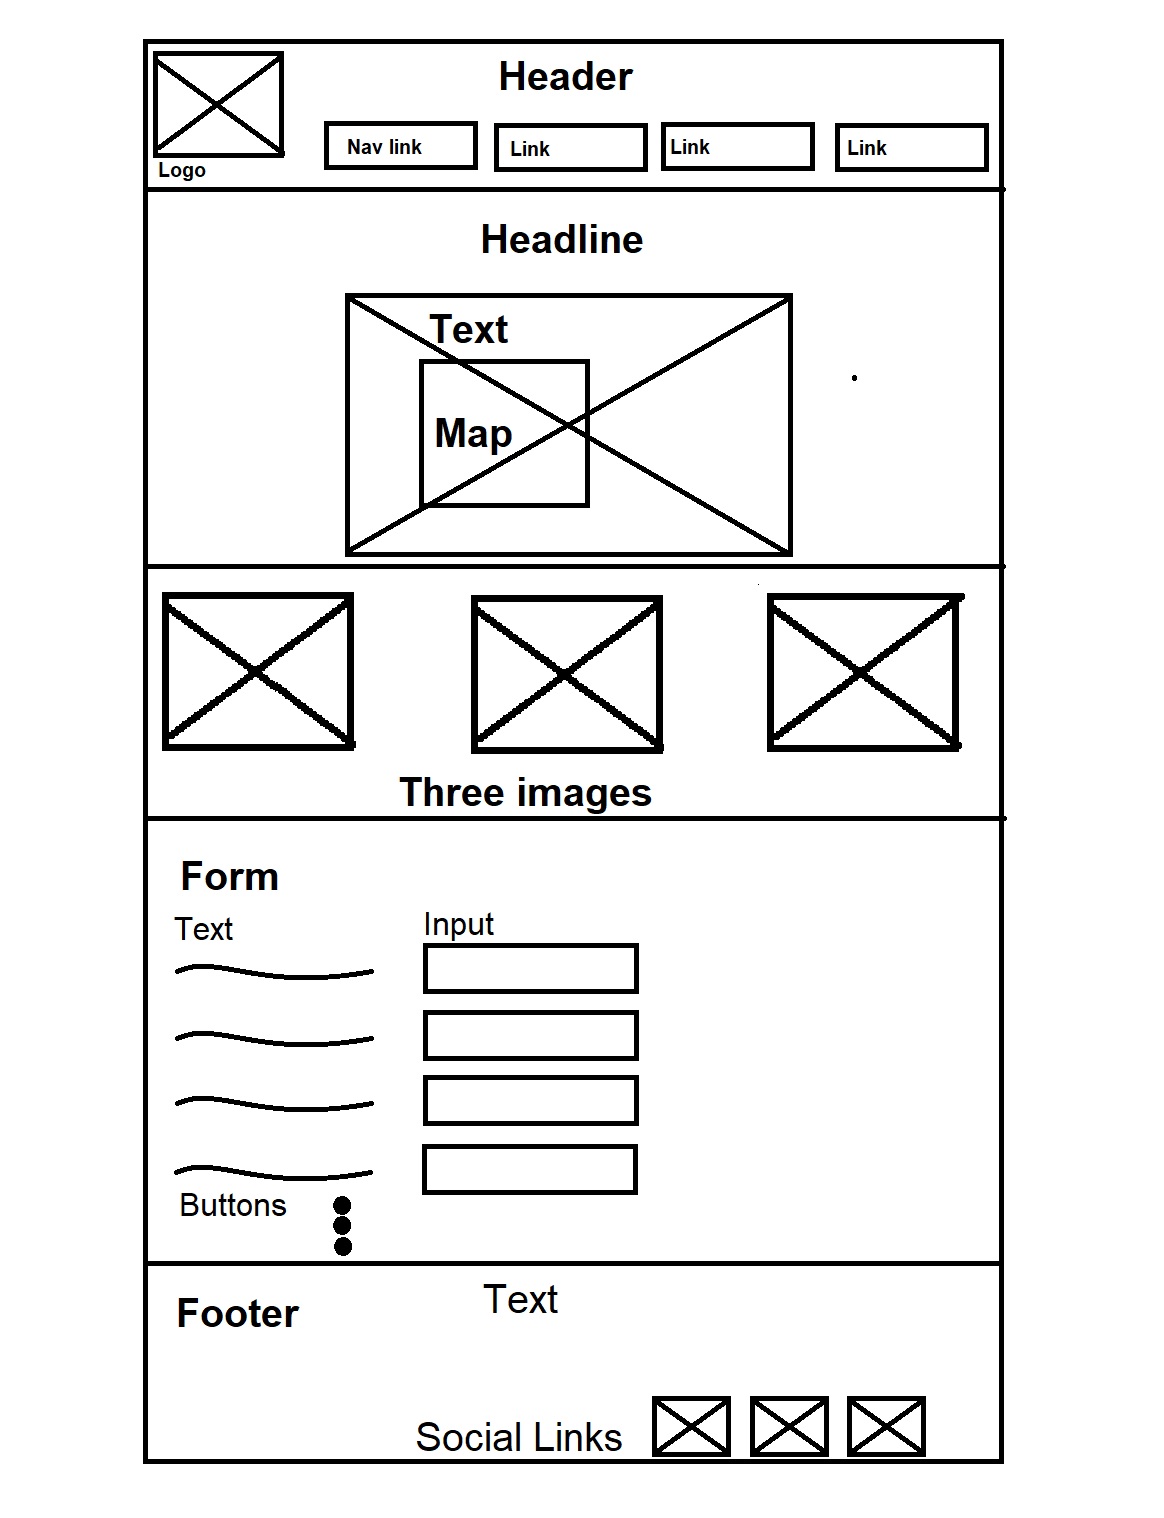 Header
Logo
Nav link
Link
Link
Link
Headline
Text
Map
Three images
Form
Text
Input
Buttons
Footer
Text
Social Links